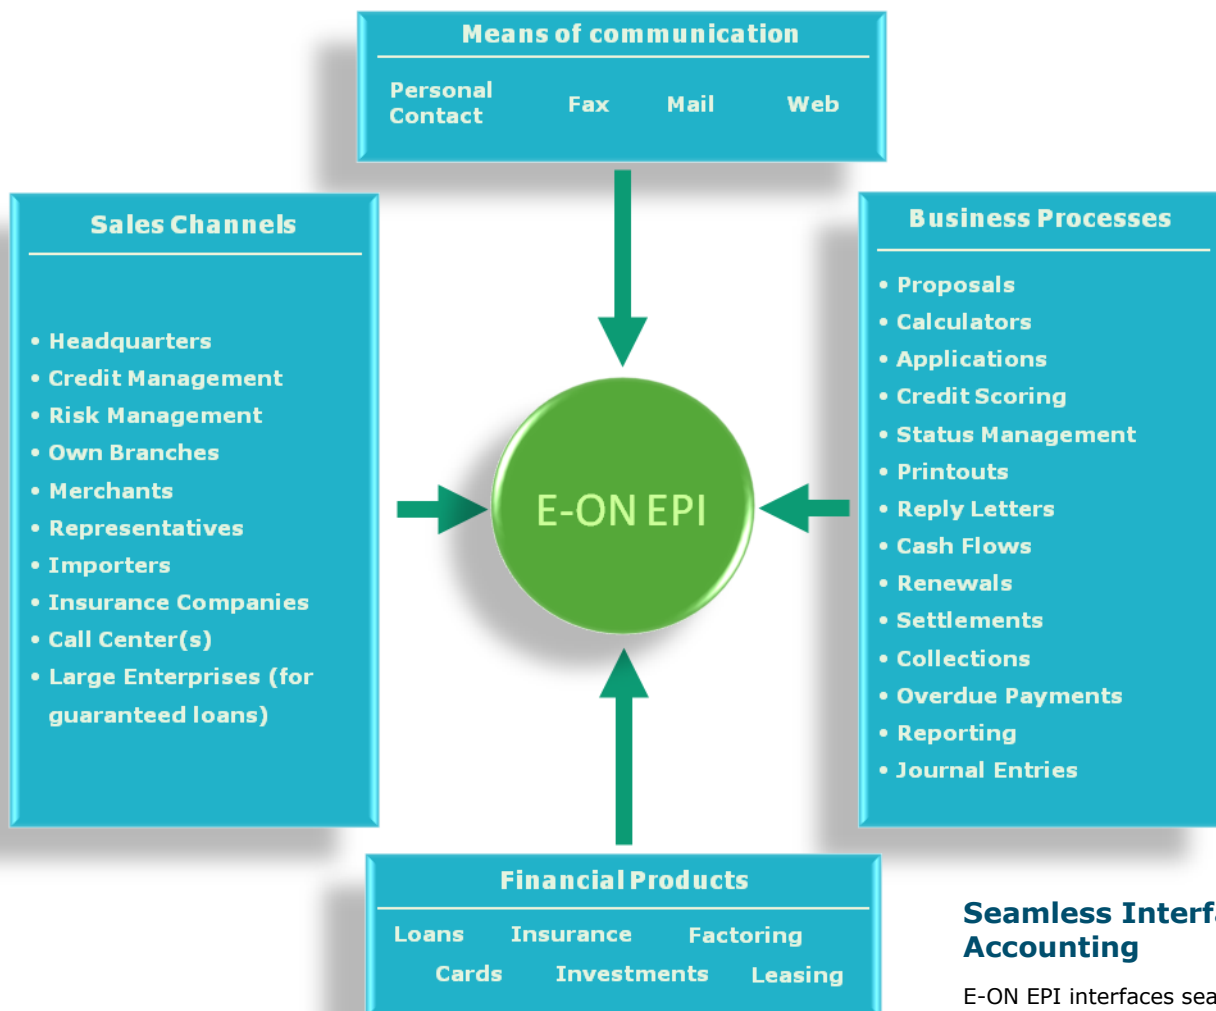 Means of communication
Personal
Contact
Fax
Mail
Web
Sales Channels
• Headquarters
• Credit Management
• Risk Management
• Own Branches
• Merchants
• Representatives
• Importers
• Insurance Companies
• Call Center(s)
• Large Enterprises (for
guaranteed loans)
E-ON EPI
Business Processes
• Proposals
• Calculators
• Applications
• Credit Scoring
• Status Management
• Printouts
• Reply Letters
• Cash Flows
• Renewals
• Settlements
• Collections
• Overdue Payments
• Reporting
• Journal Entries
Financial Products
Loans Insurance Factoring
Cards Investments Leasing
Seamless
Accounting
E-ON EPI interfaces